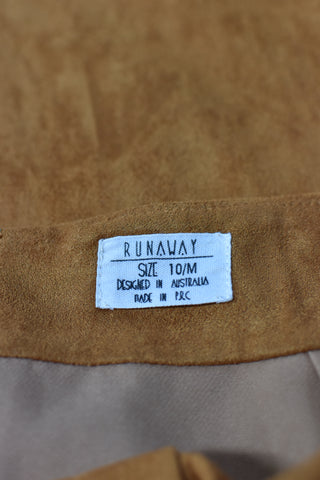 RUNAWAY
SIZE 10/M
DESIGNED IN AUSTRALIA
MADE IN P.R.C